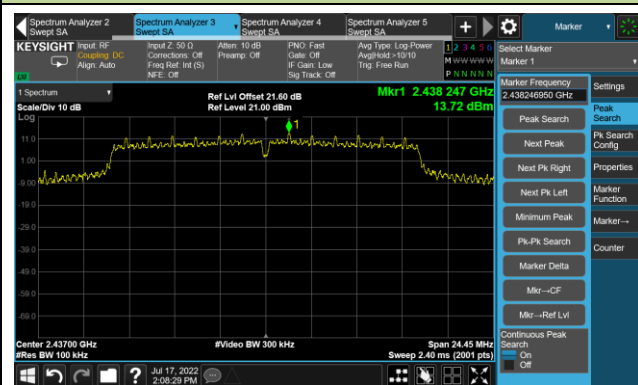 Spectrum Analyzer 2
Swept SA
Spectrum Analyzer 3
Swept SA
Spectrum Analyzer 4
Swept SA
Spectrum Analyzer 5
Swept SA
Marker
KEYSIGHT
Input: RF
Coupling: DC
Align: Auto
Input Z: 50 Ω
Corrections: Off
Freq Ref: Int (S)
NFE: Off
Atten: 10 dB
Preamp: Off
PNO: Fast
Gate: Off
IF Gain: Low
Sig Track: Off
Avg Type: Log-Power
Avg|Hold:>10/10
Trig: Free Run
1 2 3 4 5 6
M W W W W W
P N N N N N
Select Marker
Marker 1
1 Spectrum
Scale/Div 10 dB
Log
Ref Lvl Offset 21.60 dB
Ref Level 21.00 dBm
Mkr1 2.438 247 GHz
13.72 dBm
1
11.0
1.00
-9.00
-19.0
-29.0
-39.0
-49.0
-59.0
-69.0
Center 2.43700 GHz
#Res BW 100 kHz
#Video BW 300 kHz
Span 24.45 MHz
Sweep 2.40 ms (2001 pts)
Marker Frequency
2.438246950 GHz
Peak Search
Next Peak
Next Pk Right
Next Pk Left
Minimum Peak
Pk-Pk Search
Marker Delta
Mkr→CF
Mkr→Ref Lvl
Continuous Peak
Search
On
Off
Settings
Peak
Search
Pk Search
Config
Properties
Marker
Function
Marker→
Counter
Jul 17, 2022
2:08:29 PM